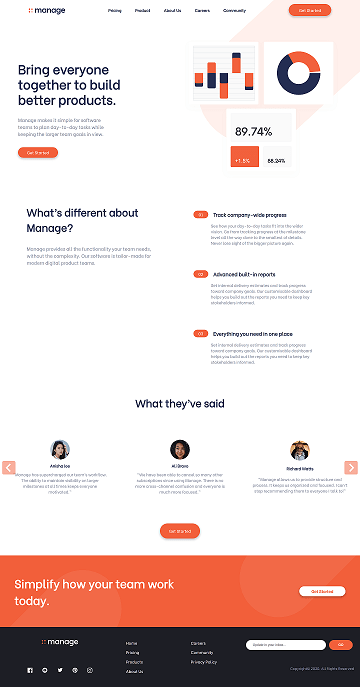 manage
Pricing
Product
About Us
Careers
Community
Get Started
Bring everyone
together to build
better products.
Manage makes it simple for software
teams to plan day-to-day tasks while
keeping the larger team goals in view.
Get Started
89.74%
+1.8%
88.24%
What's different about
Manage?
Manage provides all the functionality your team needs,
without the complexity. Our software is tailor-made for
modern digital product teams.
01 Track company-wide progress
See how your day-to-day tasks fit into the wider
vision. Go from tracking progress at the milestone
level all the way done to the smallest of details.
Never lose sight of the bigger picture again.
02 Advanced built-in reports
Set internal delivery estimates and track progress
toward company goals. Our customisable dashboard
helps you build out the reports you need to keep key
stakeholders informed.
03 Everything you need in one place
Set internal delivery estimates and track progress
toward company goals. Our customisable dashboard
helps you build out the reports you need to keep key
stakeholders informed.
What they've said
Anisha lee
"Manage has supercharged our team's workflow.
The ability to maintain visibility on larger
milestones at all times keeps everyone
motivated."
Ali Bravo
"We have been able to cancel so many other
subscriptions since using Manage. There is no
more cross-channel confusion and everyone is
much more focused."
Richard Watts
"Manage allows us to provide structure and
process. It keeps us organized and focused. I can't
stop recommending them to everyone I talk to!"
Get Started
Simplify how your team work
today.
Get Started
manage
Home
Pricing
Products
About Us
Careers
Community
Privacy Policy
Updates in your inbox...
GO
Copyright 2020. All Rights Reserved